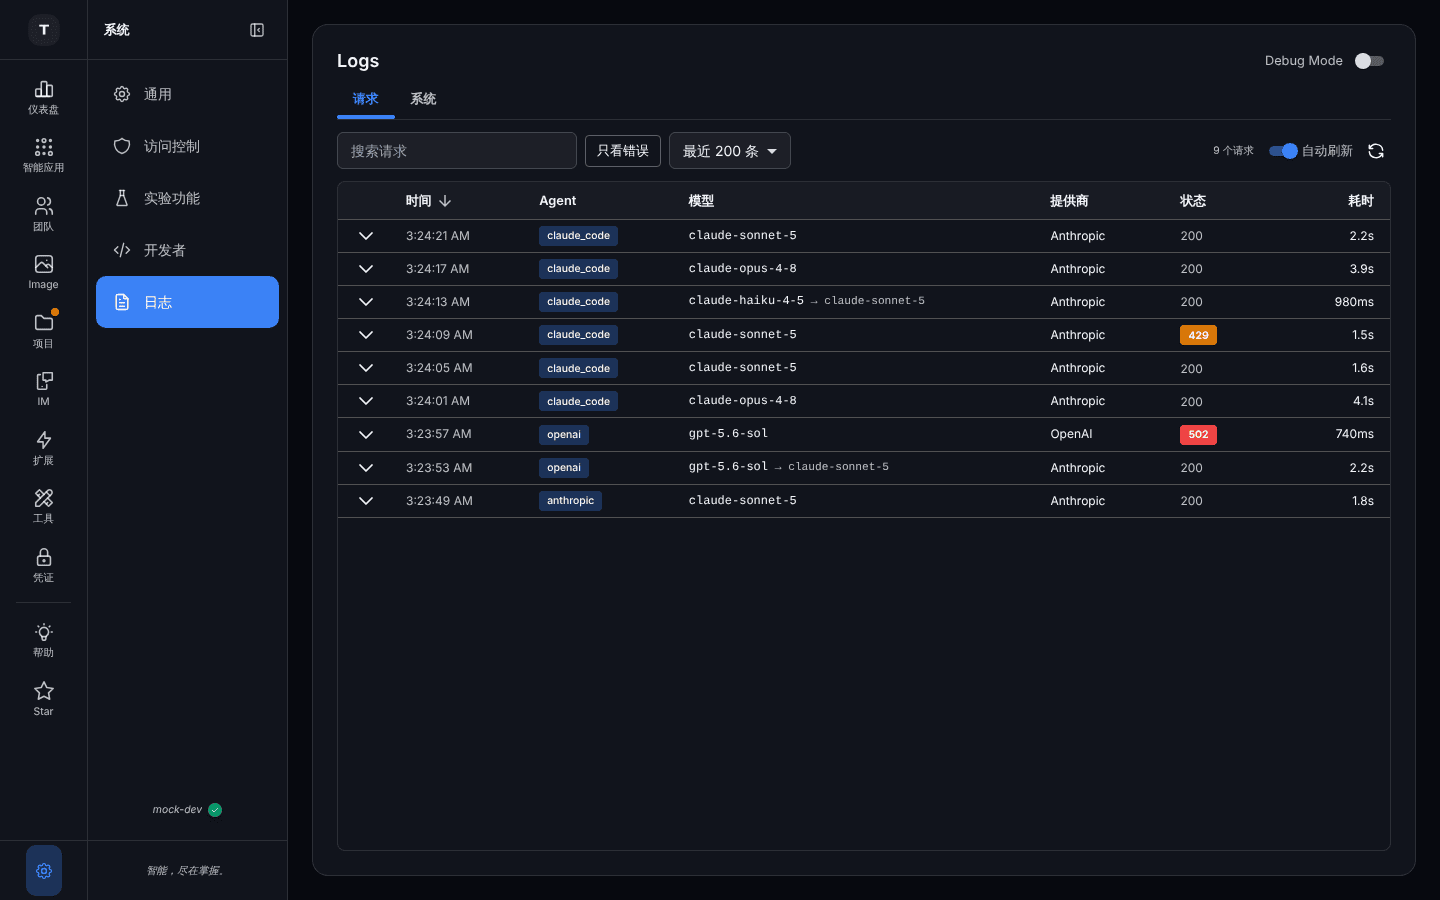 T
仪表盘
智能应用
团队
Image
项目
IM
扩展
工具
凭证
帮助
Star
系统
通用
访问控制
实验功能
开发者
日志
mock-dev
智能，尽在掌握。
Logs
Debug Mode
请求 系统
搜索请求 只看错误 最近 200 条 9 个请求 自动刷新
时间 Agent 模型 提供商 状态 耗时
3:24:21 AM claude_code claude-sonnet-5 Anthropic 200 2.2s
3:24:17 AM claude_code claude-opus-4-8 Anthropic 200 3.9s
3:24:13 AM claude_code claude-haiku-4-5 → claude-sonnet-5 Anthropic 200 980ms
3:24:09 AM claude_code claude-sonnet-5 Anthropic 429 1.5s
3:24:05 AM claude_code claude-sonnet-5 Anthropic 200 1.6s
3:24:01 AM claude_code claude-opus-4-8 Anthropic 200 4.1s
3:23:57 AM openai gpt-5.6-sol OpenAI 502 740ms
3:23:53 AM openai gpt-5.6-sol → claude-sonnet-5 Anthropic 200 2.2s
3:23:49 AM anthropic claude-sonnet-5 Anthropic 200 1.8s